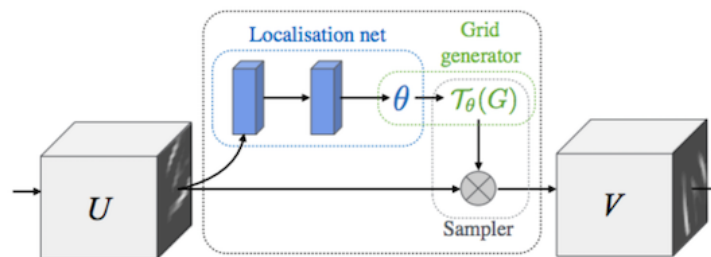 Localisation net
Grid
generator
θ
𝒯θ(G)
U
V
Sampler